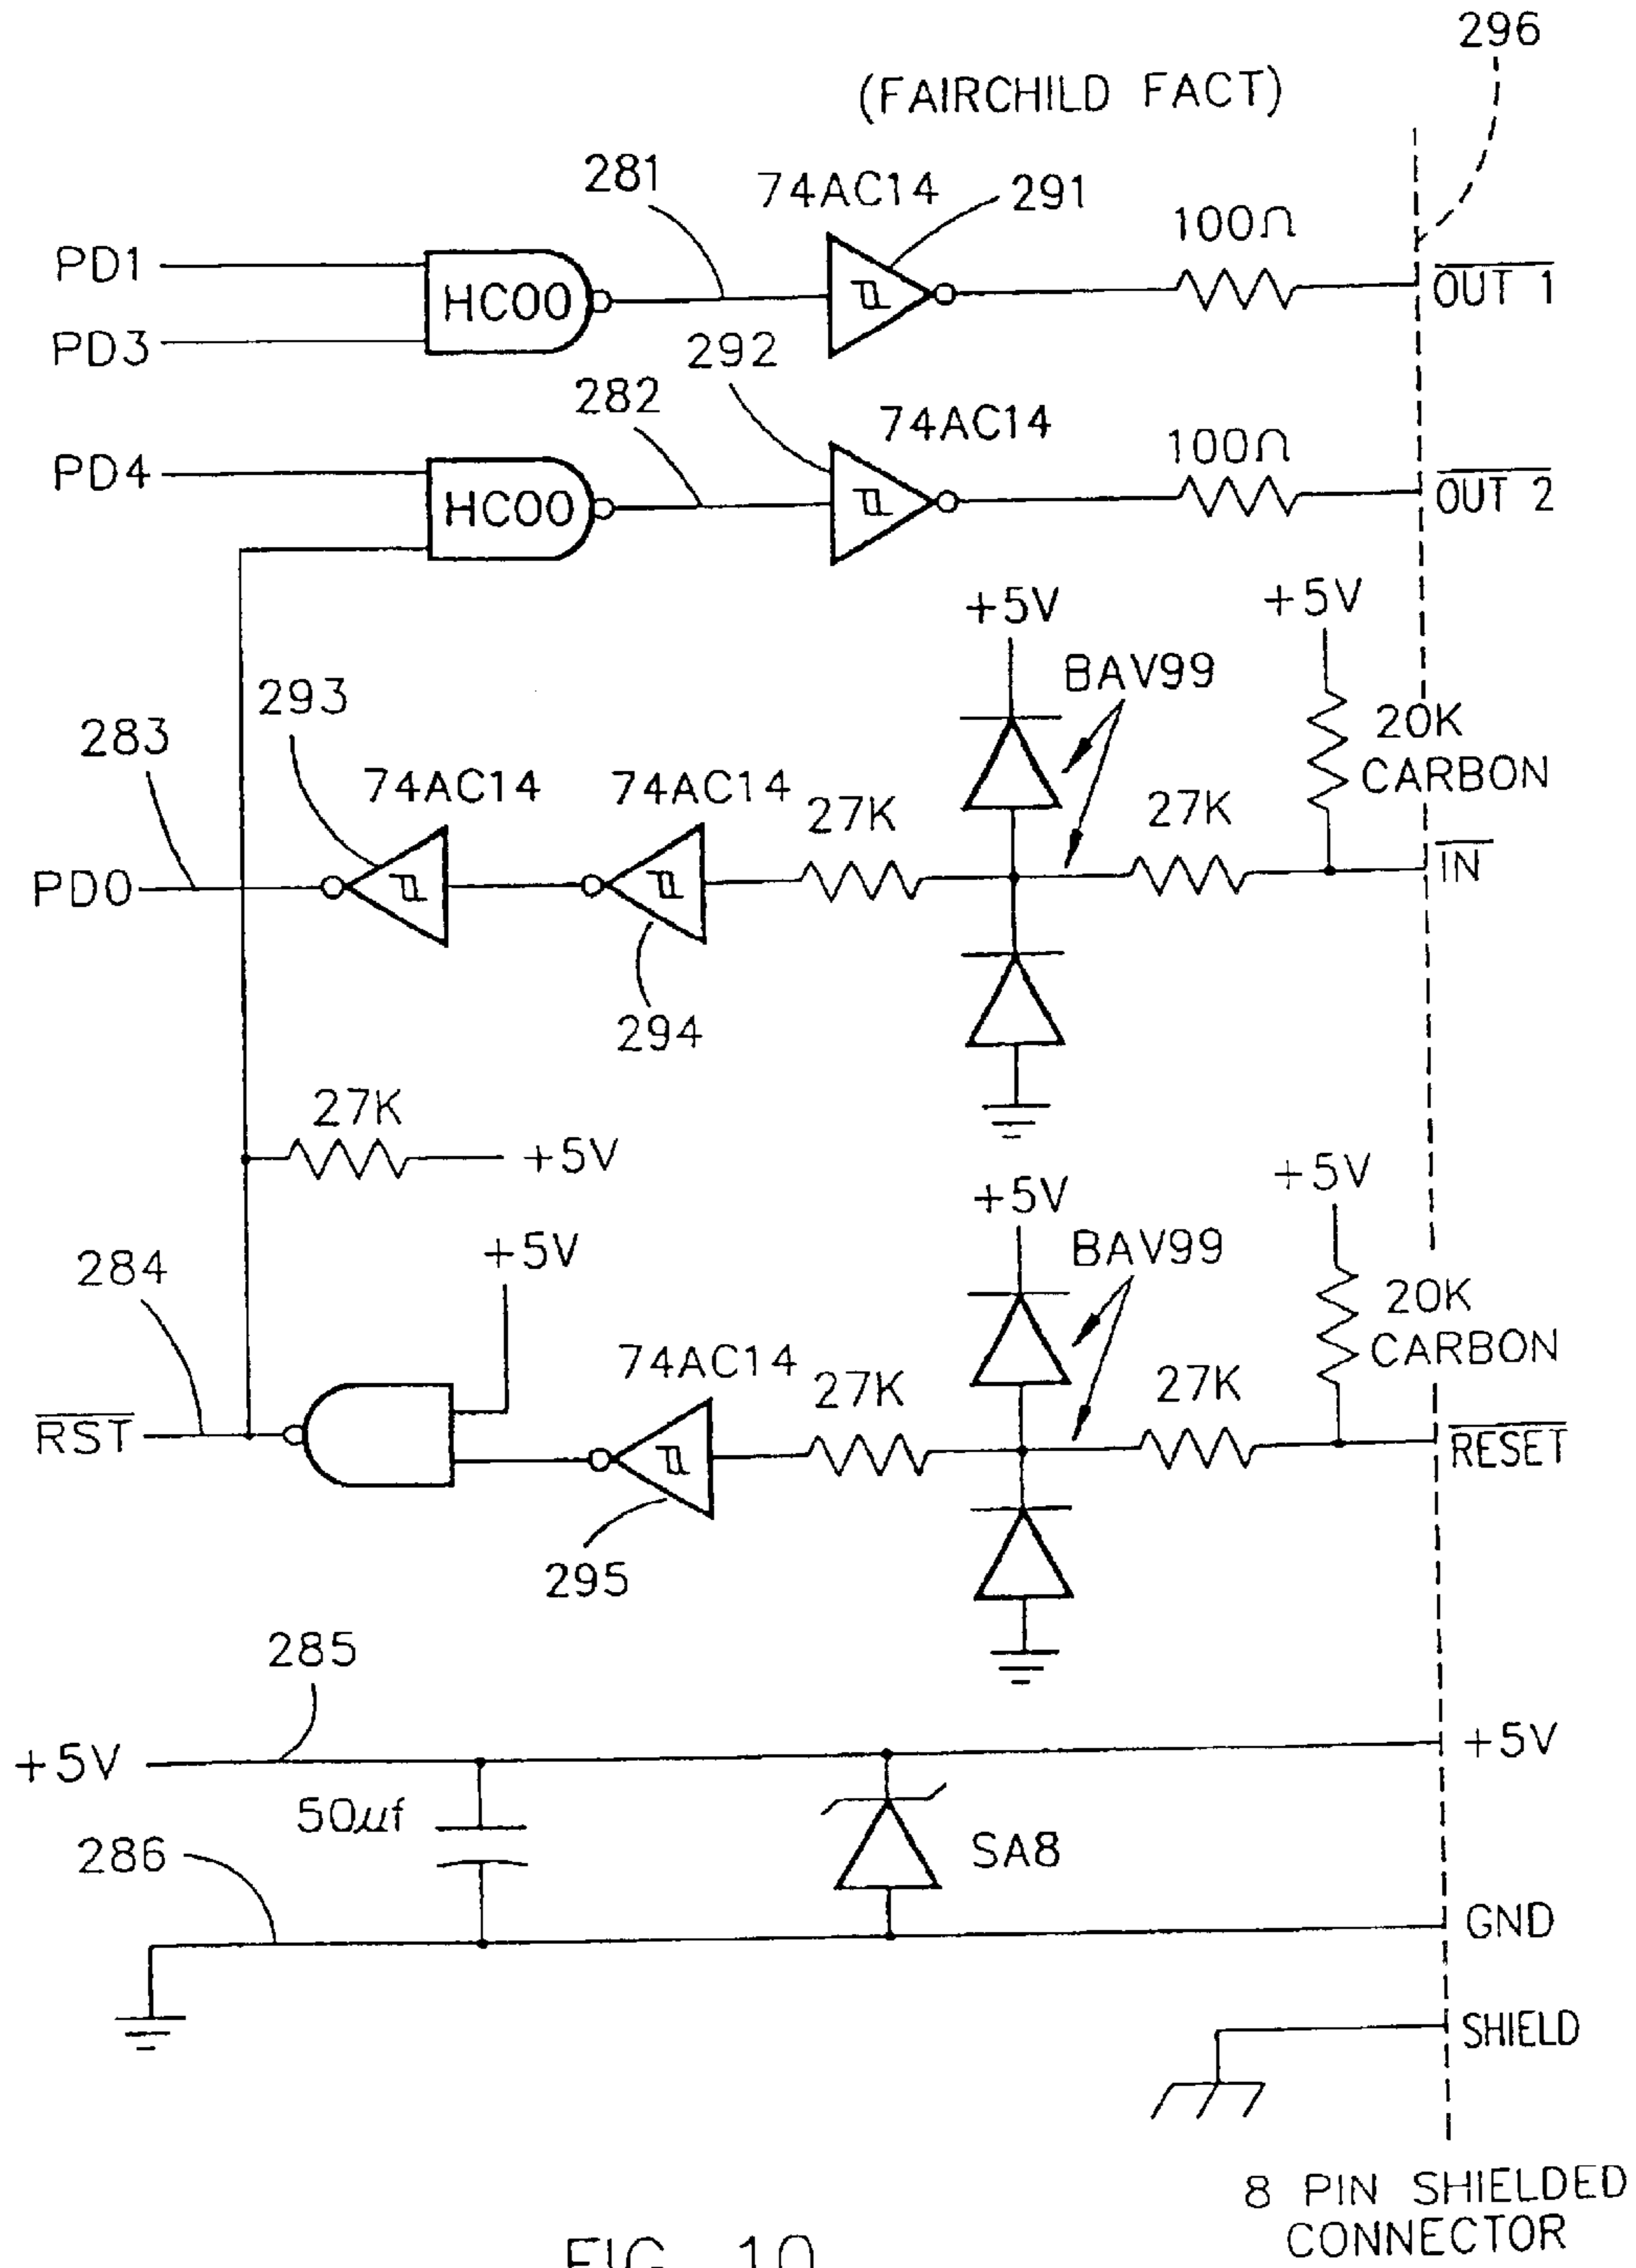 296
(FAIRCHILD FACT)
281
74AC14
291
100Ω
PD1
HC00
OUT 1
PD3
292
282
74AC14
100Ω
PD4
HC00
OUT 2
+5V
+5V
BAV99
293
283
20K
CARBON
74AC14
74AC14
27K
27K
PD0
IN
294
27K
+5V
+5V
+5V
+5V
BAV99
284
20K
CARBON
74AC14
27K
27K
RST
RESET
295
285
+5V
+5V
50µf
286
SA8
GND
SHIELD
8 PIN SHIELDED
CONNECTOR
FIG. 10